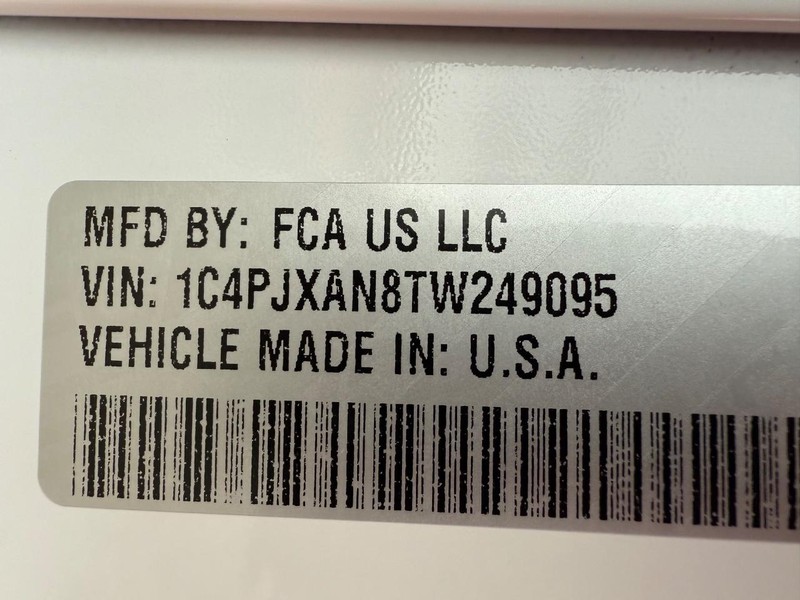 MFD BY: FCA US LLC
VIN: 1C4PJXAN8TW249095
VEHICLE MADE IN: U.S.A.